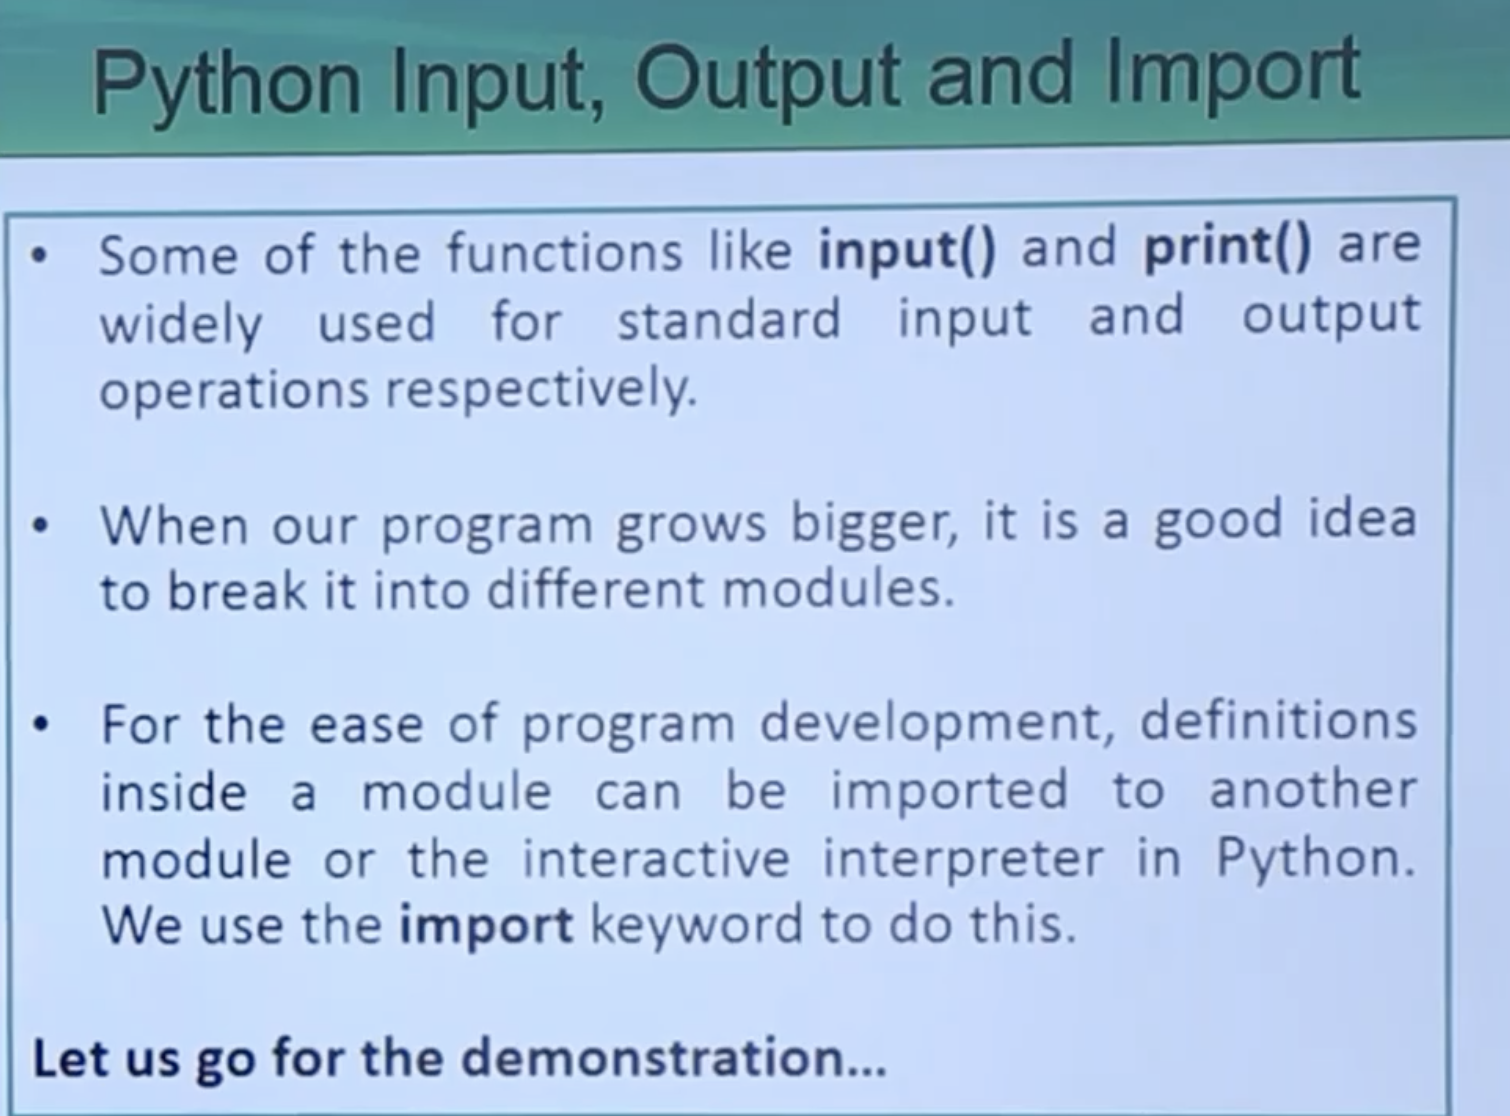 Python Input, Output and Import
• Some of the functions like input() and print() are
widely used for standard input and output
operations respectively.
• When our program grows bigger, it is a good idea
to break it into different modules.
• For the ease of program development, definitions
inside a module can be imported to another
module or the interactive interpreter in Python.
We use the import keyword to do this.
Let us go for the demonstration...